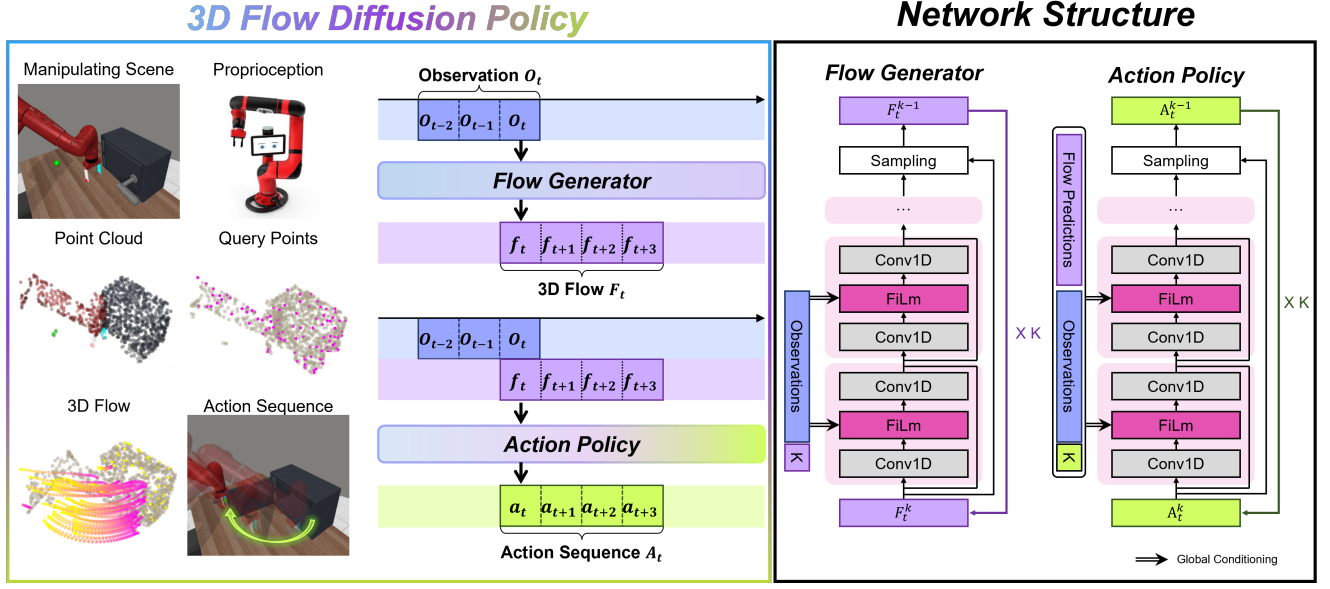 3D Flow Diffusion Policy
Manipulating Scene
Proprioception
Point Cloud
Query Points
3D Flow
Action Sequence
Observation O_t
O_{t-2} O_{t-1} O_t
Flow Generator
f_t f_{t+1} f_{t+2} f_{t+3}
3D Flow F_t
O_{t-2} O_{t-1} O_t
f_t f_{t+1} f_{t+2} f_{t+3}
Action Policy
a_t a_{t+1} a_{t+2} a_{t+3}
Action Sequence A_t
Network Structure
Flow Generator
F_t^{k-1}
Sampling
...
Conv1D
FiLm
Conv1D
Conv1D
FiLm
Conv1D
F_t^k
Observations
K
X K
Action Policy
A_t^{k-1}
Sampling
...
Conv1D
FiLm
Conv1D
Conv1D
FiLm
Conv1D
A_t^k
Flow Predictions
Observations
K
X K
Global Conditioning